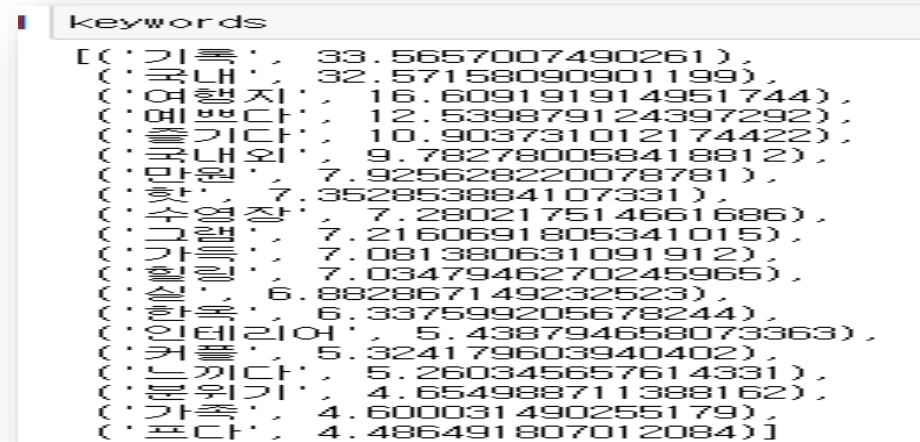 keywords
[('기록', 33.56557007490261),
('국내', 32.57158090901199),
('여행지', 16.609191914951744),
('예쁘다', 12.539879124397292),
('즐기다', 10.903731012174422),
('국내외', 9.782780058418812),
('만원', 7.925628220078781),
('핫', 7.352853884107331),
('수영장', 7.280217514661686),
('그램', 7.216069180534 1015),
('가득', 7.081380631091912),
('힐링', 7.034794627024 5965),
('실', 6.882867149232523),
('한옥', 6.337599205678244),
('인테리어', 5.438794658073363),
('커플', 5.324179603940402),
('느끼다', 5.260345657614331),
('분위기', 4.654988711388162),
('가족', 4.600031490255179),
('프다', 4.486491807012084)]